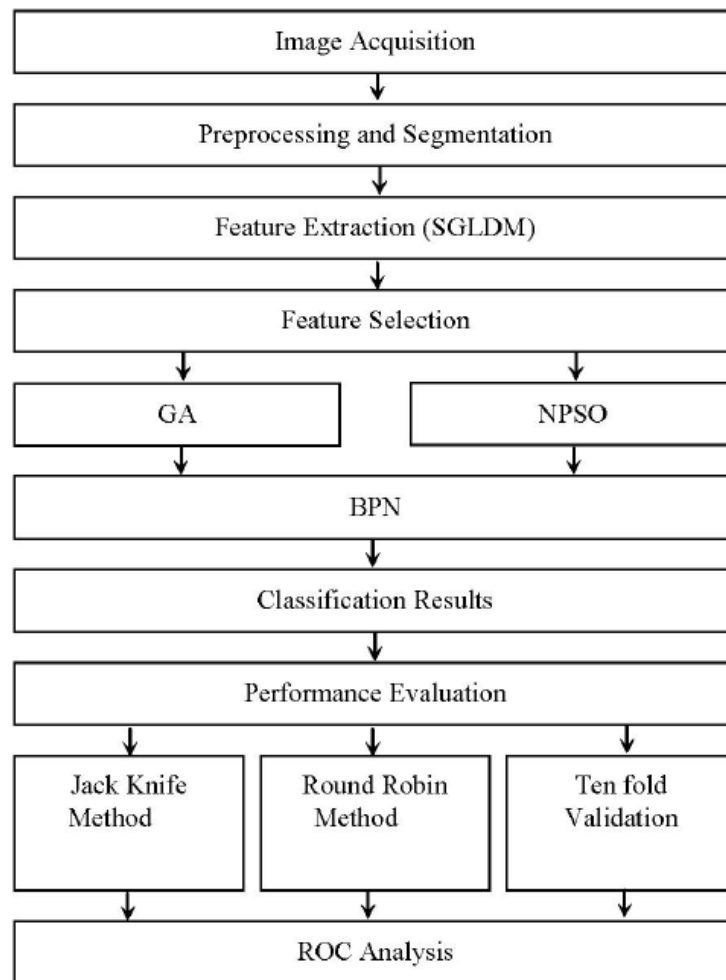 Image Acquisition
Preprocessing and Segmentation
Feature Extraction (SGLDM)
Feature Selection
GA
NPSO
BPN
Classification Results
Performance Evaluation
Jack Knife
Method
Round Robin
Method
Ten fold
Validation
ROC Analysis